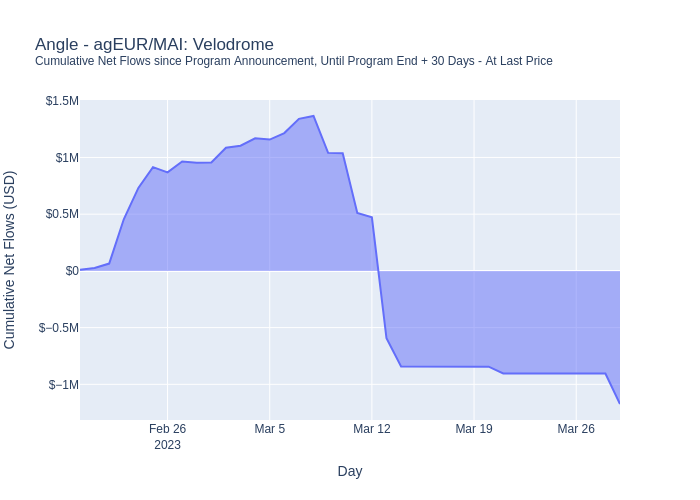 Angle - agEUR/MAI: Velodrome
Cumulative Net Flows since Program Announcement, Until Program End + 30 Days - At Last Price
Cumulative Net Flows (USD)
$1.5M
$1M
$0.5M
$0
$−0.5M
$−1M
Feb 26
2023
Mar 5
Mar 12
Mar 19
Mar 26
Day